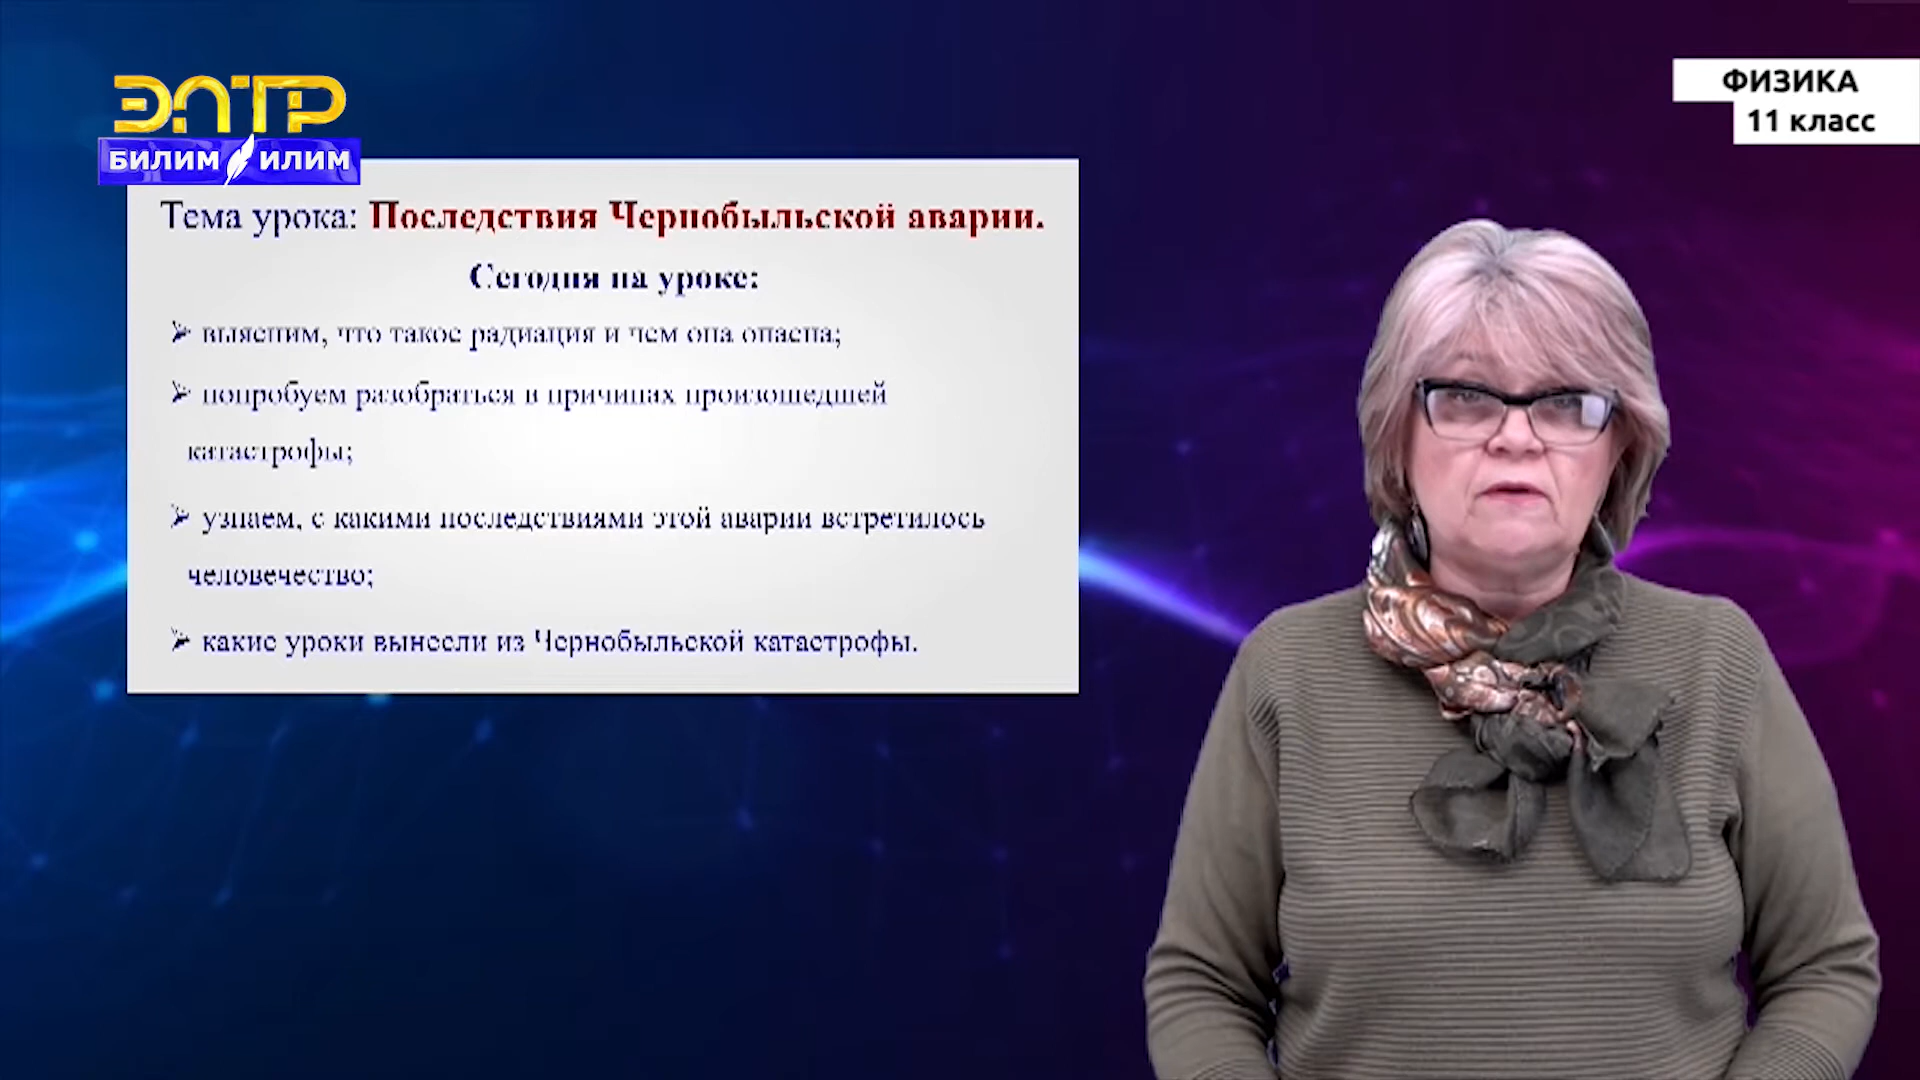 ЭЛТР
БИЛИМ ИЛИМ
ФИЗИКА
11 класс
Тема урока: Последствия Чернобыльской аварии.
Сегодня на уроке:
➢ выясним, что такое радиация и чем она опасна;
➢ попробуем разобраться в причинах произошедшей
катастрофы;
➢ узнаем, с какими последствиями этой аварии встретилось
человечество;
➢ какие уроки вынесли из Чернобыльской катастрофы.